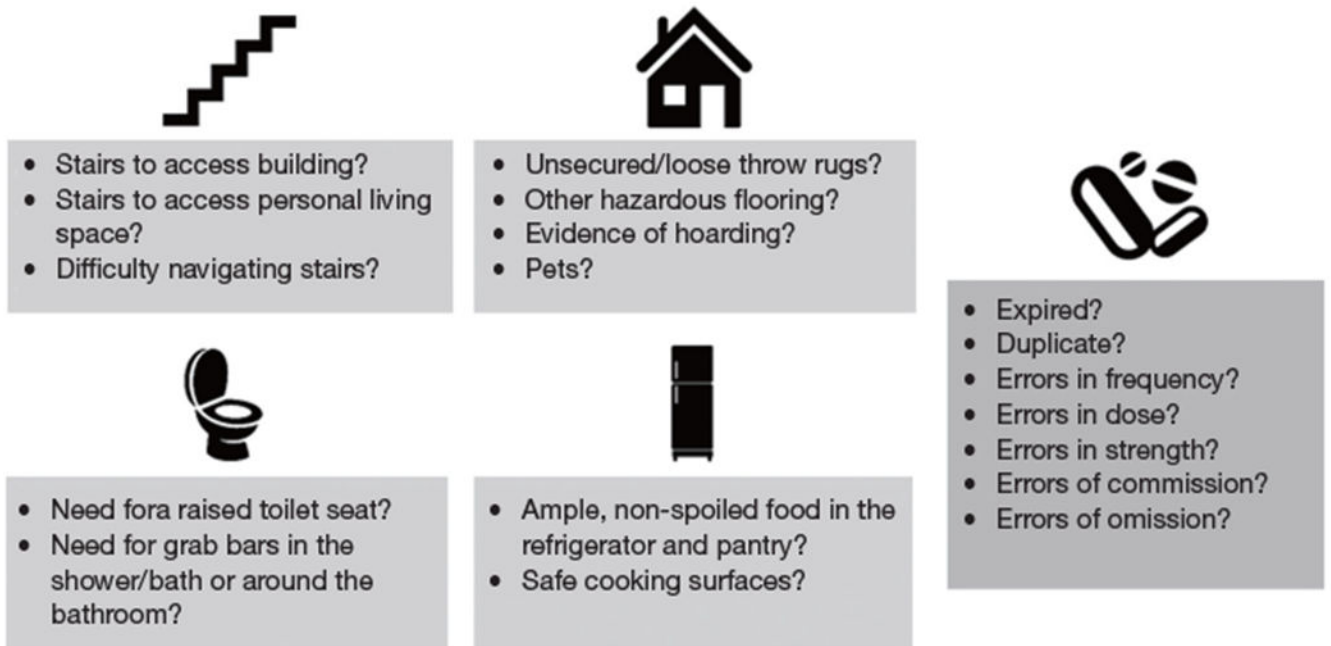 • Stairs to access building?
• Stairs to access personal living
space?
• Difficulty navigating stairs?
• Unsecured/loose throw rugs?
• Other hazardous flooring?
• Evidence of hoarding?
• Pets?
• Need fora raised toilet seat?
• Need for grab bars in the
shower/bath or around the
bathroom?
• Ample, non-spoiled food in the
refrigerator and pantry?
• Safe cooking surfaces?
• Expired?
• Duplicate?
• Errors in frequency?
• Errors in dose?
• Errors in strength?
• Errors of commission?
• Errors of omission?